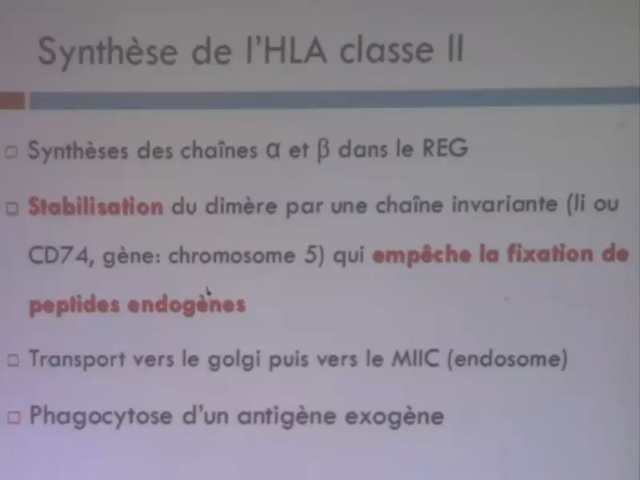 Synthèse de l'HLA classe II
Synthèses des chaînes α et β dans le REG
Stabilisation du dimère par une chaîne invariante (li ou
CD74, gène: chromosome 5) qui empêche la fixation de
peptides endogènes
Transport vers le golgi puis vers le MIIC (endosome)
Phagocytose d'un antigène exogène